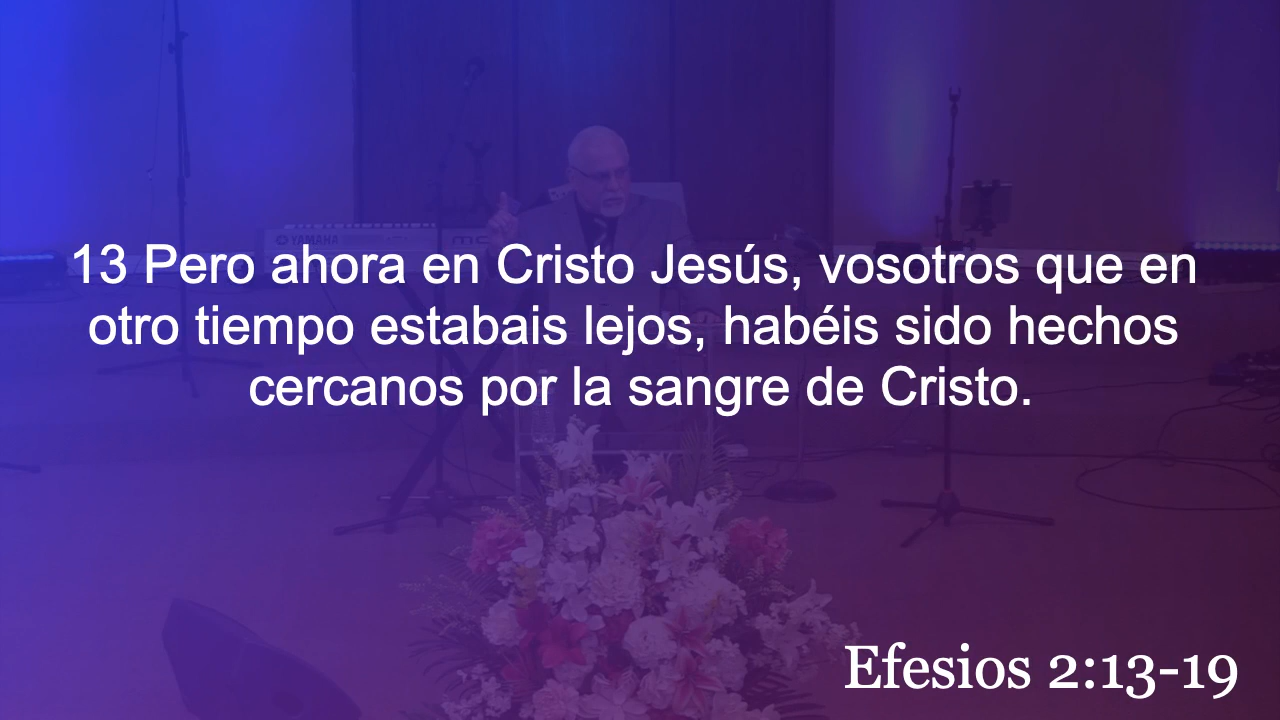 YAMAHA
13 Pero ahora en Cristo Jesús, vosotros que en
otro tiempo estabais lejos, habéis sido hechos
cercanos por la sangre de Cristo.
Efesios 2:13-19